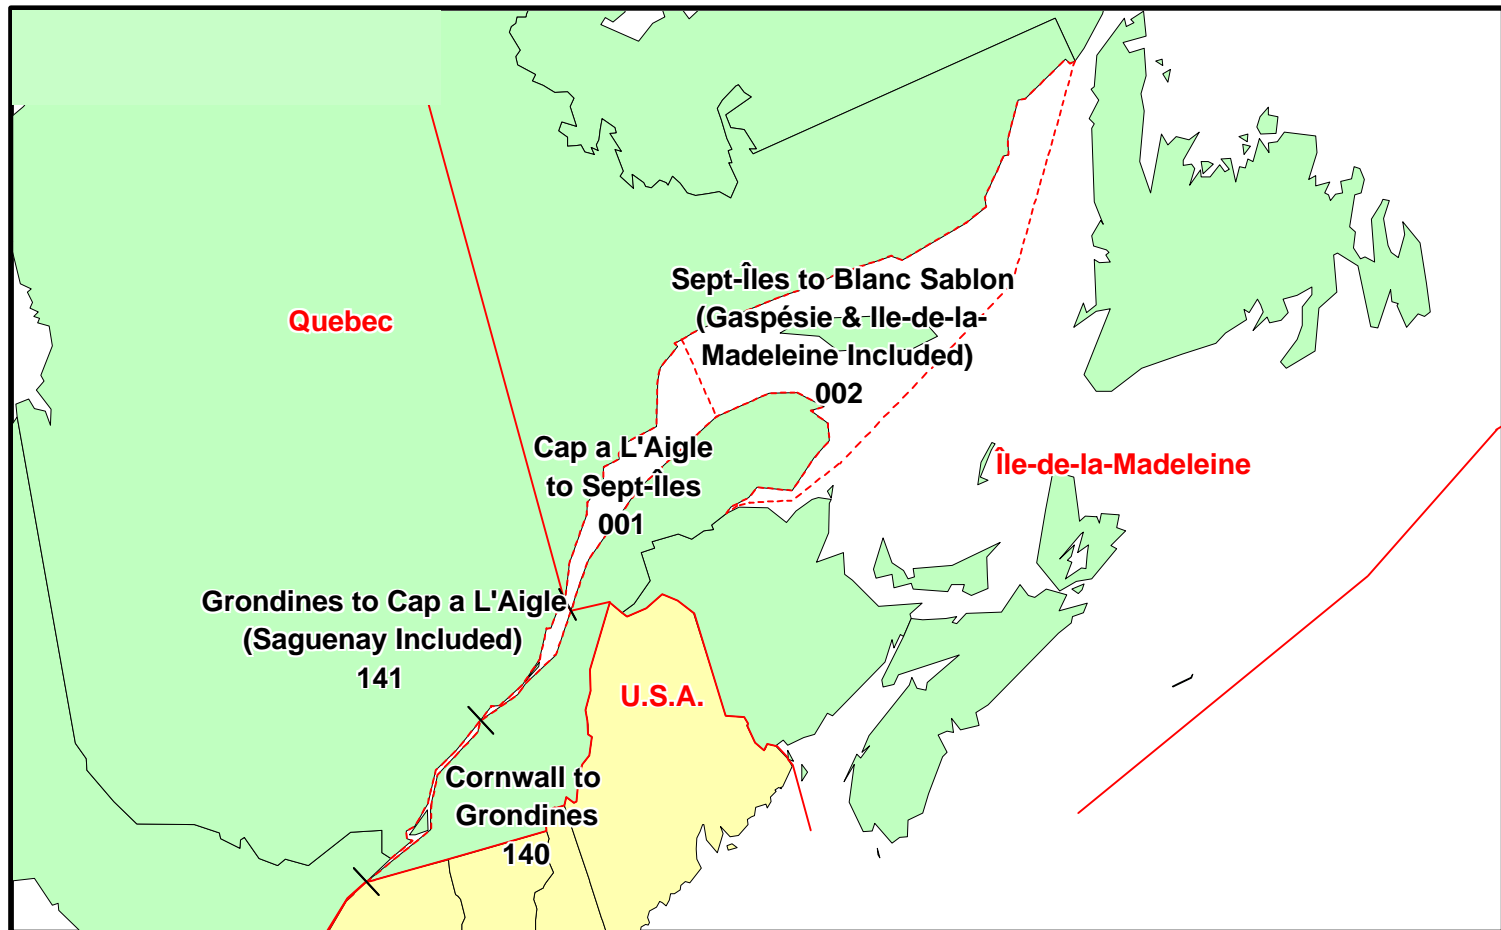 Sept-Îles to Blanc Sablon
(Gaspésie & Ile-de-la-
Madeleine Included)
002
Quebec
Cap a L'Aigle
to Sept-Îles
001
Île-de-la-Madeleine
Grondines to Cap a L'Aigle
(Saguenay Included)
141
U.S.A.
Cornwall to
Grondines
140